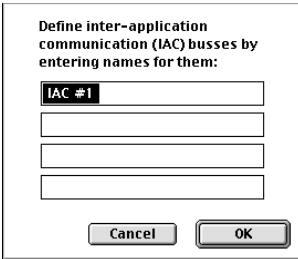 Define inter-application
communication (IAC) busses by
entering names for them:
IAC #1
Cancel
OK